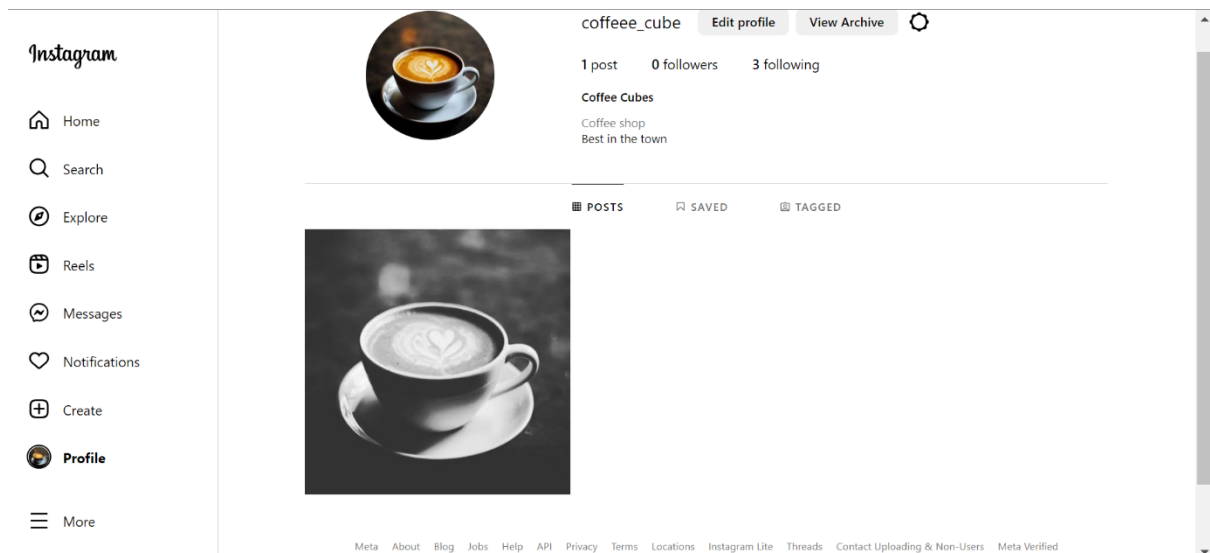 Instagram
Home
Search
Explore
Reels
Messages
Notifications
Create
Profile
More
coffeee_cube Edit profile View Archive
1 post 0 followers 3 following
Coffee Cubes
Coffee shop
Best in the town
POSTS SAVED TAGGED
Meta About Blog Jobs Help API Privacy Terms Locations Instagram Lite Threads Contact Uploading & Non-Users Meta Verified